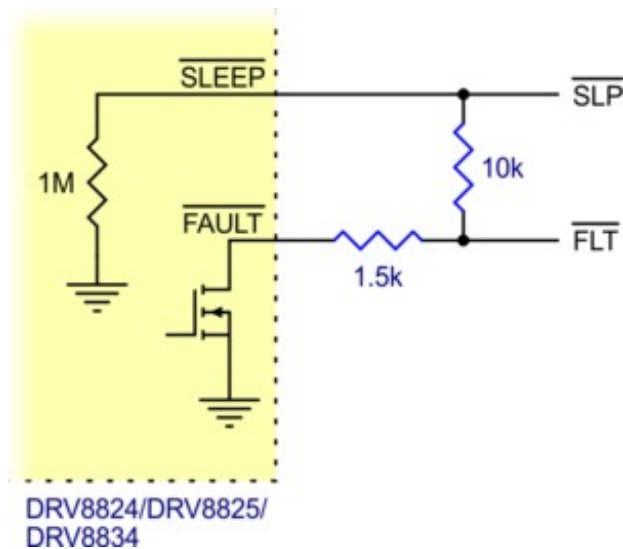 SLEEP
SLP
1M
10k
FAULT
FLT
1.5k
DRV8824/DRV8825/
DRV8834